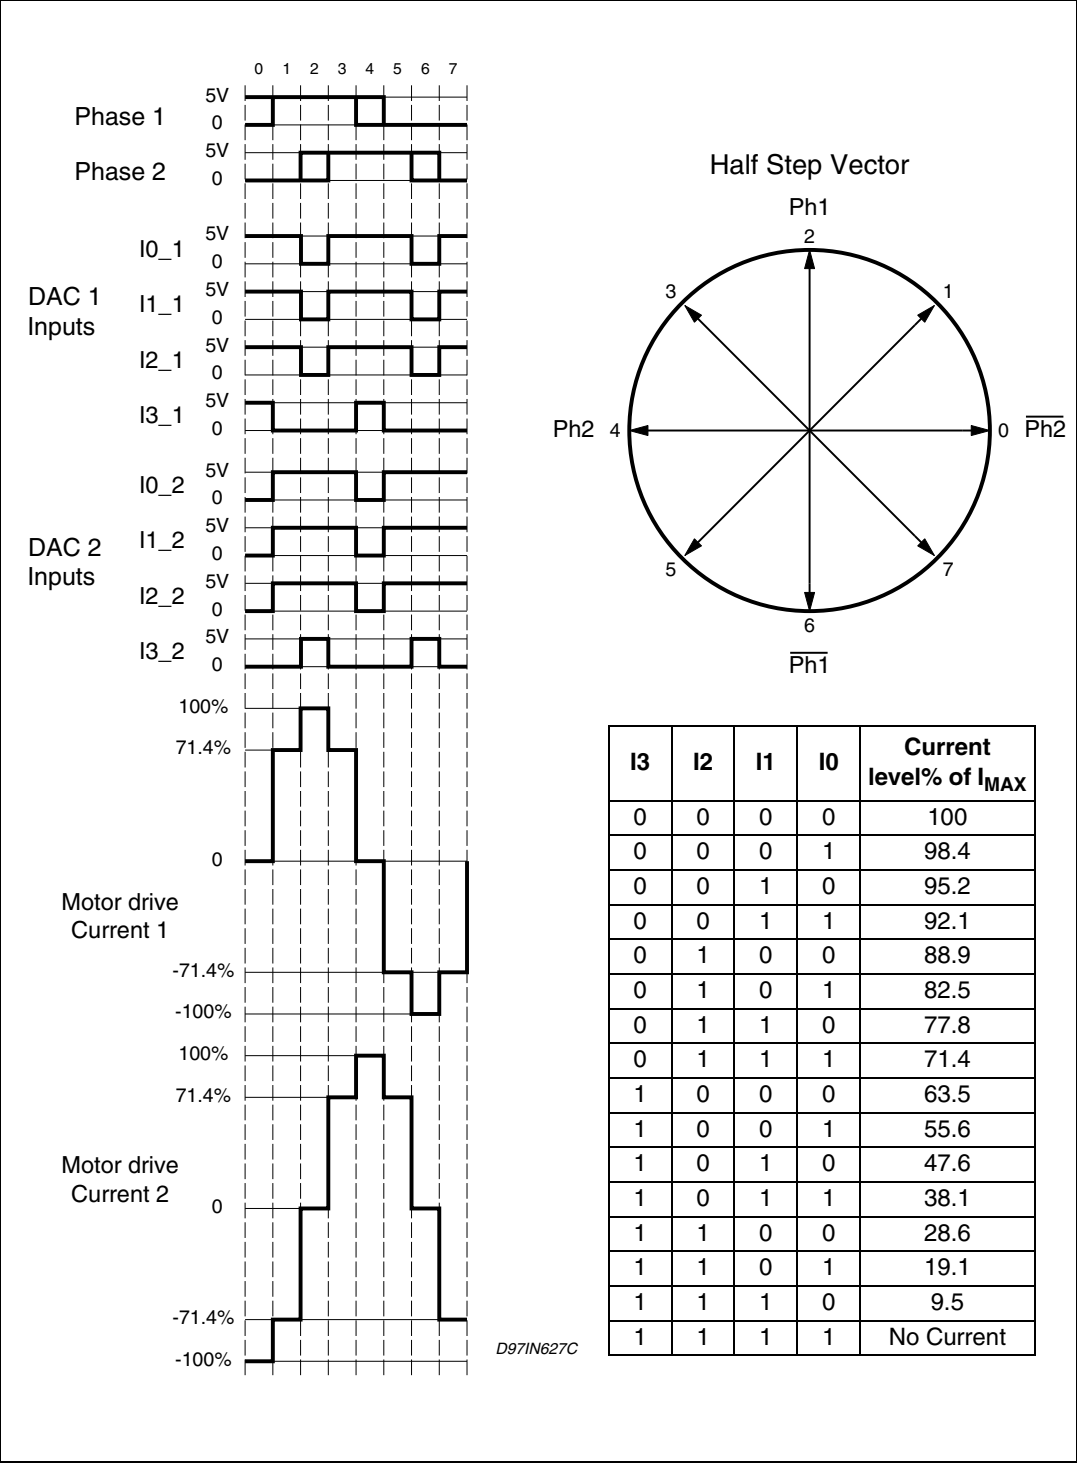 0 1 2 3 4 5 6 7
Phase 1 5V
0
Phase 2 5V
0
DAC 1
Inputs
I0_1 5V
0
I1_1 5V
0
I2_1 5V
0
I3_1 5V
0
DAC 2
Inputs
I0_2 5V
0
I1_2 5V
0
I2_2 5V
0
I3_2 5V
0
Motor drive
Current 1
100%
71.4%
0
-71.4%
-100%
Motor drive
Current 2
100%
71.4%
0
-71.4%
-100%
D97IN627C
Half Step Vector
Ph1
2
3 1
Ph2 4 0 P̅h̅2̅
5 7
6
P̅h̅1̅
I3 I2 I1 I0 Current
level% of IMAX
0 0 0 0 100
0 0 0 1 98.4
0 0 1 0 95.2
0 0 1 1 92.1
0 1 0 0 88.9
0 1 0 1 82.5
0 1 1 0 77.8
0 1 1 1 71.4
1 0 0 0 63.5
1 0 0 1 55.6
1 0 1 0 47.6
1 0 1 1 38.1
1 1 0 0 28.6
1 1 0 1 19.1
1 1 1 0 9.5
1 1 1 1 No Current